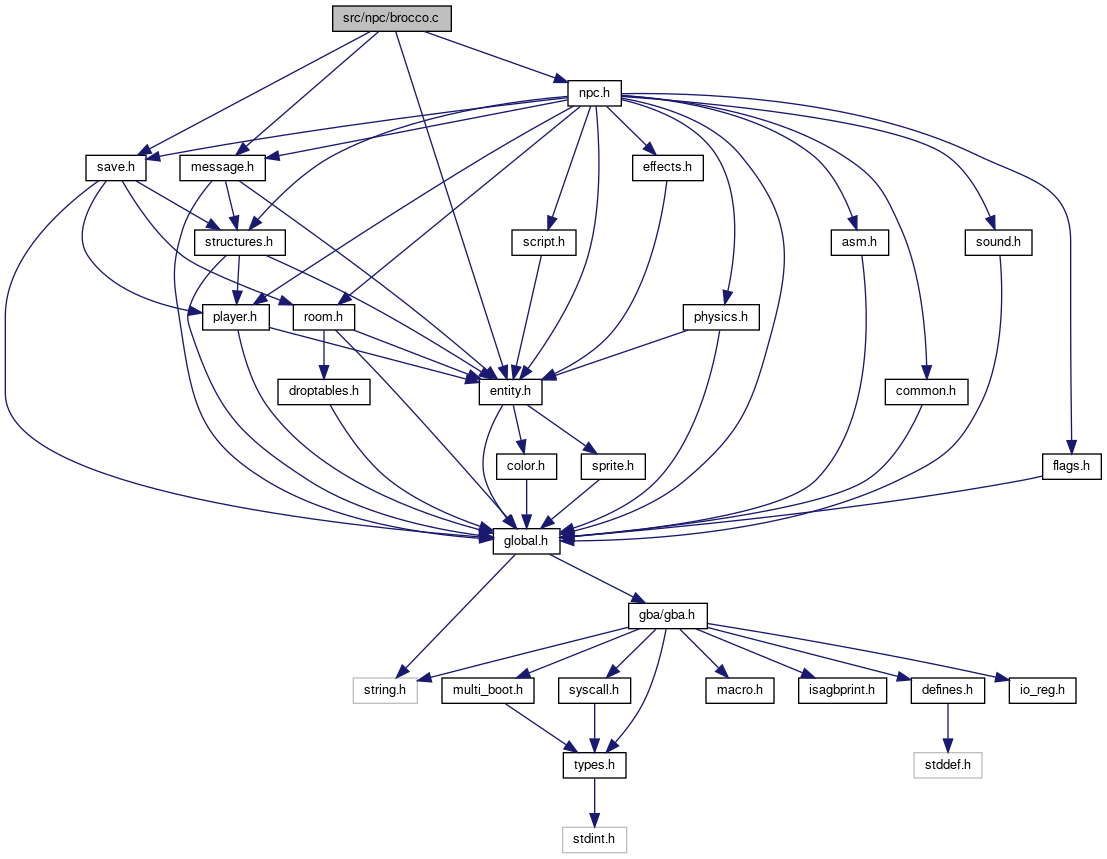 src/npc/brocco.c
npc.h
save.h
message.h
effects.h
structures.h
script.h
asm.h
sound.h
player.h
room.h
physics.h
droptables.h
entity.h
common.h
color.h
sprite.h
flags.h
global.h
gba/gba.h
string.h
multi_boot.h
syscall.h
macro.h
isagbprint.h
defines.h
io_reg.h
types.h
stddef.h
stdint.h